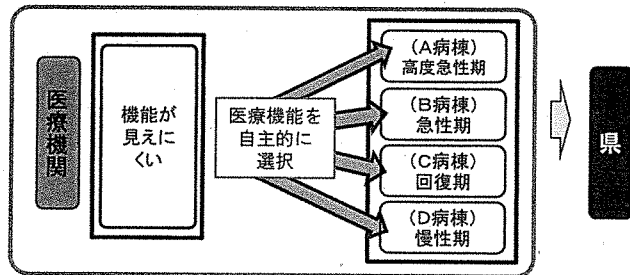 医療機関
機能が
見えに
くい
医療機能を
自主的に
選択
(A病棟)
高度急性期
(B病棟)
急性期
(C病棟)
回復期
(D病棟)
慢性期
県